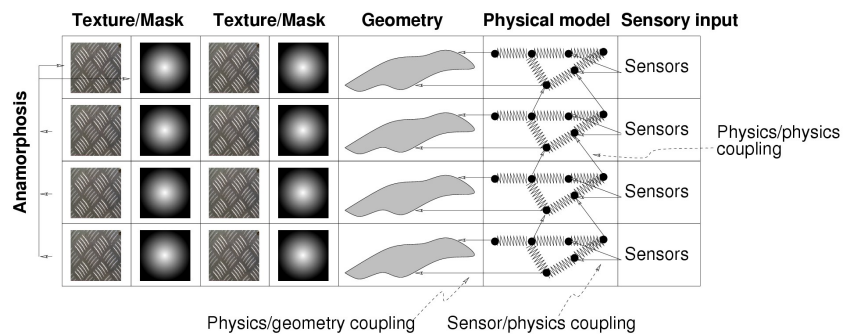 Texture/Mask Texture/Mask Geometry Physical model Sensory input
Anamorphosis
Sensors
Sensors
Sensors
Sensors
Physics/physics
coupling
Physics/geometry coupling Sensor/physics coupling